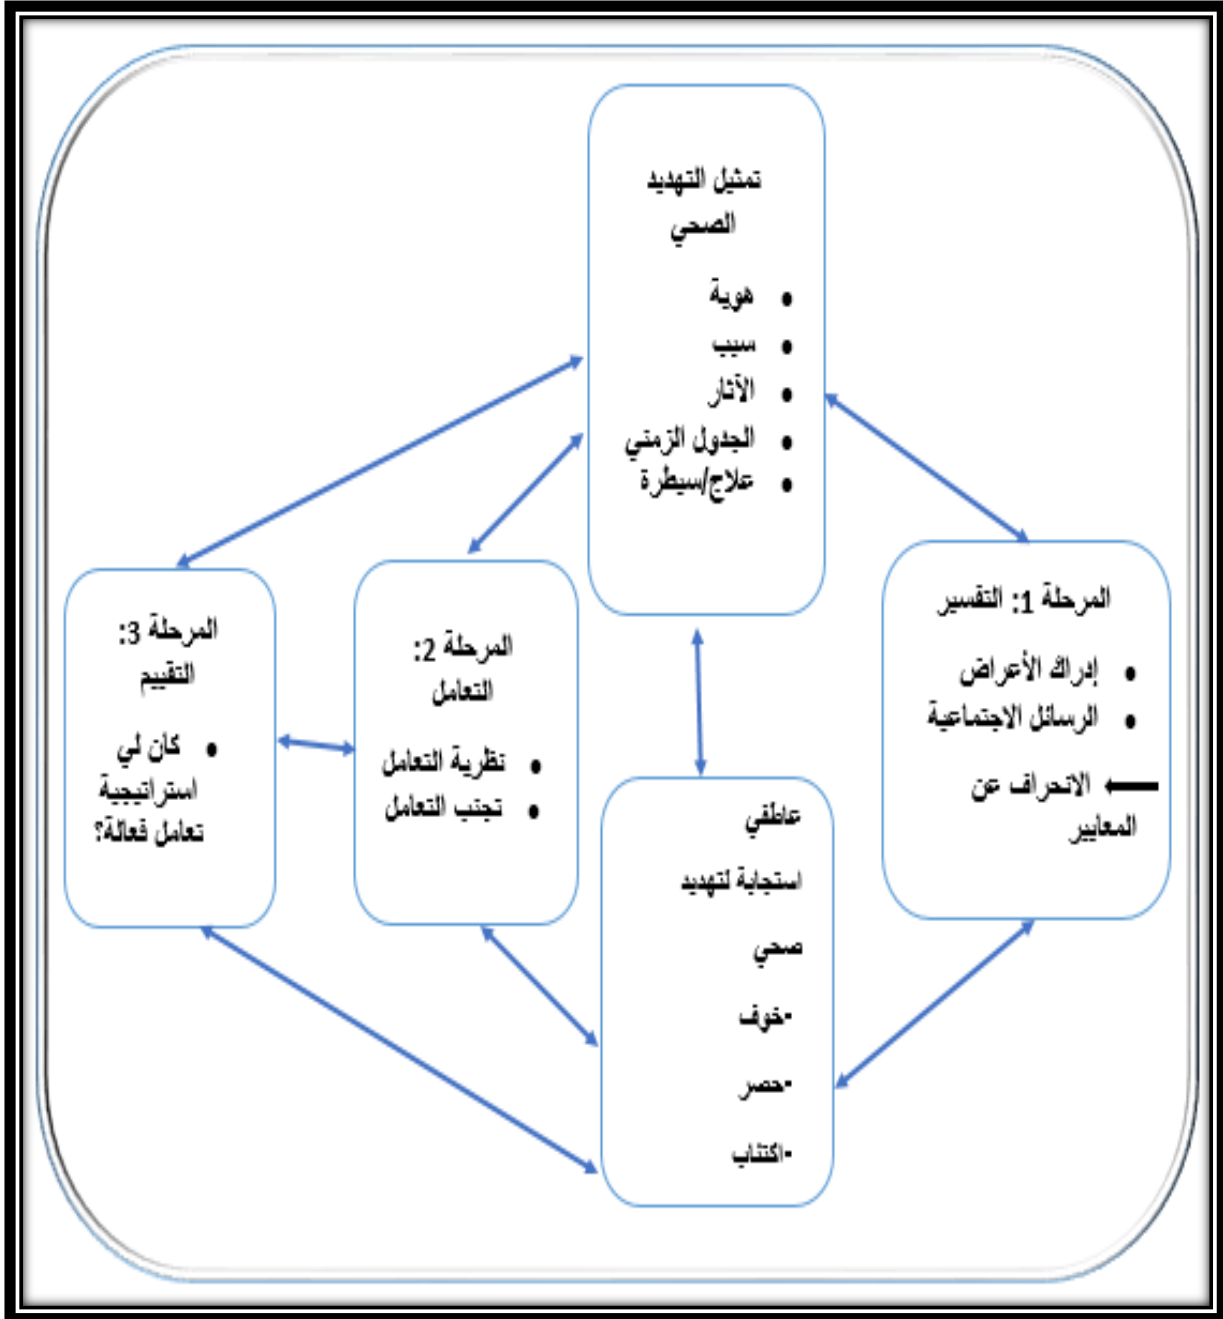 تمثيل التهديد
الصحي
• هوية
• سبب
• الآثار
• الجدول الزمني
• علاج/سيطرة
المرحلة 1: التفسير
• إدراك الأعراض
• الرسائل الاجتماعية
الانحراف عن
المعايير
المرحلة 2:
التعامل
• نظرية التعامل
• تجنب التعامل
المرحلة 3:
التقييم
• كان لي
استراتيجية
تعامل فعالة؟
عاطفي
استجابة لتهديد
صحي
-خوف
-حصر
-اكتئاب